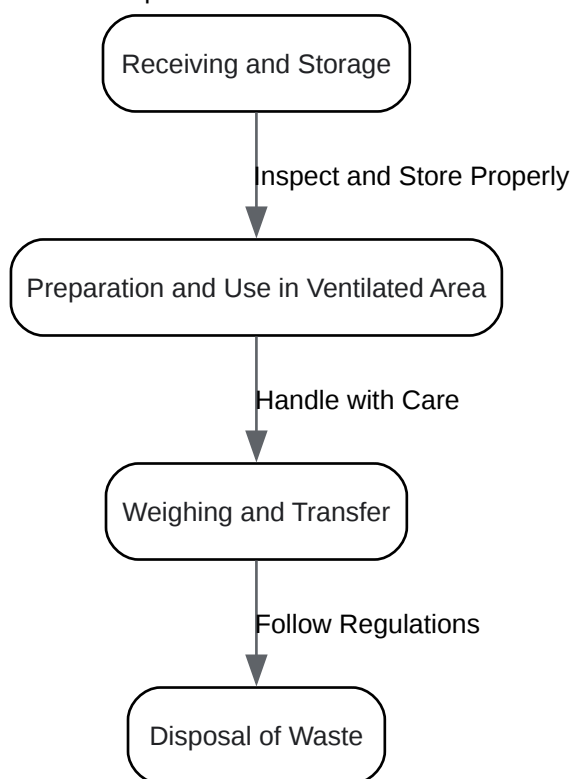 Receiving and Storage
Inspect and Store Properly
Preparation and Use in Ventilated Area
Handle with Care
Weighing and Transfer
Follow Regulations
Disposal of Waste